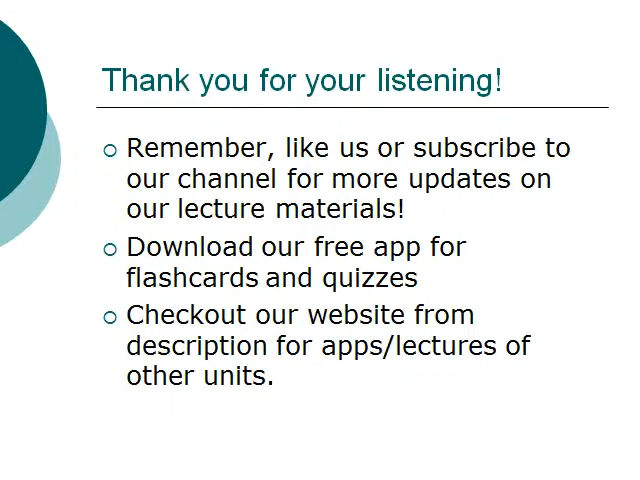 Thank you for your listening!
Remember, like us or subscribe to
our channel for more updates on
our lecture materials!
Download our free app for
flashcards and quizzes
Checkout our website from
description for apps/lectures of
other units.